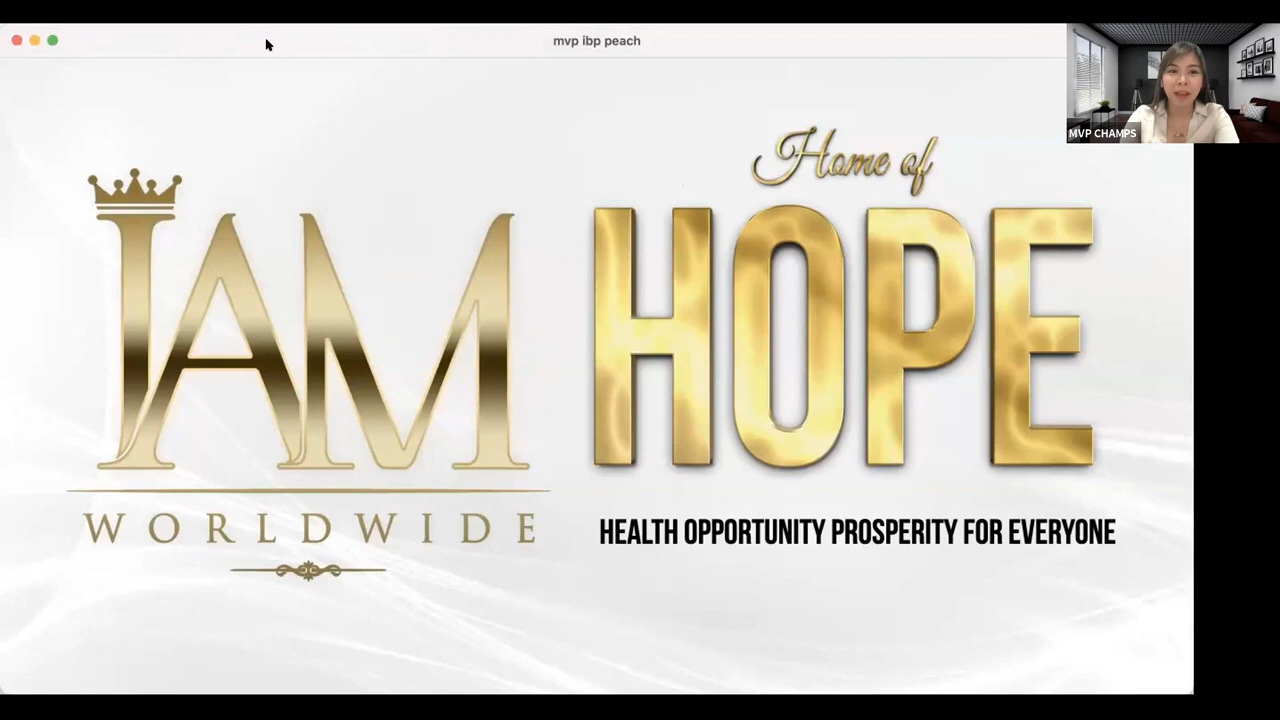 mvp ibp peach
MVP CHAMPS
IAM
WORLDWIDE
Home of
HOPE
HEALTH OPPORTUNITY PROSPERITY FOR EVERYONE